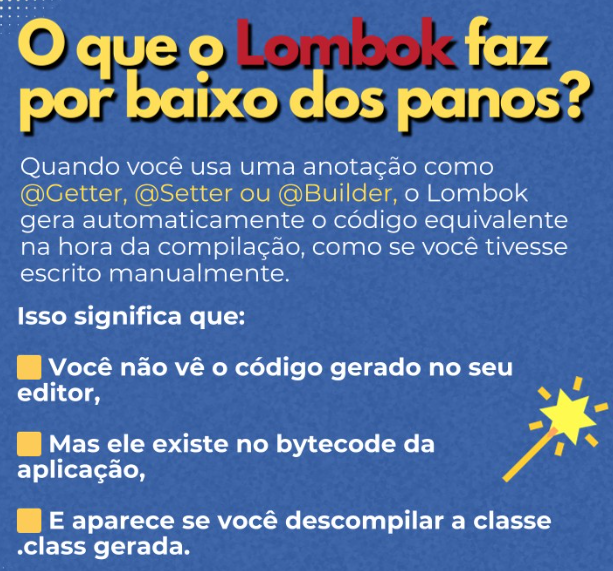 O que o Lombok faz
por baixo dos panos?
Quando você usa uma anotação como
@Getter, @Setter ou @Builder, o Lombok
gera automaticamente o código equivalente
na hora da compilação, como se você tivesse
escrito manualmente.
Isso significa que:
Você não vê o código gerado no seu
editor,
Mas ele existe no bytecode da
aplicação,
E aparece se você descompilar a classe
.class gerada.